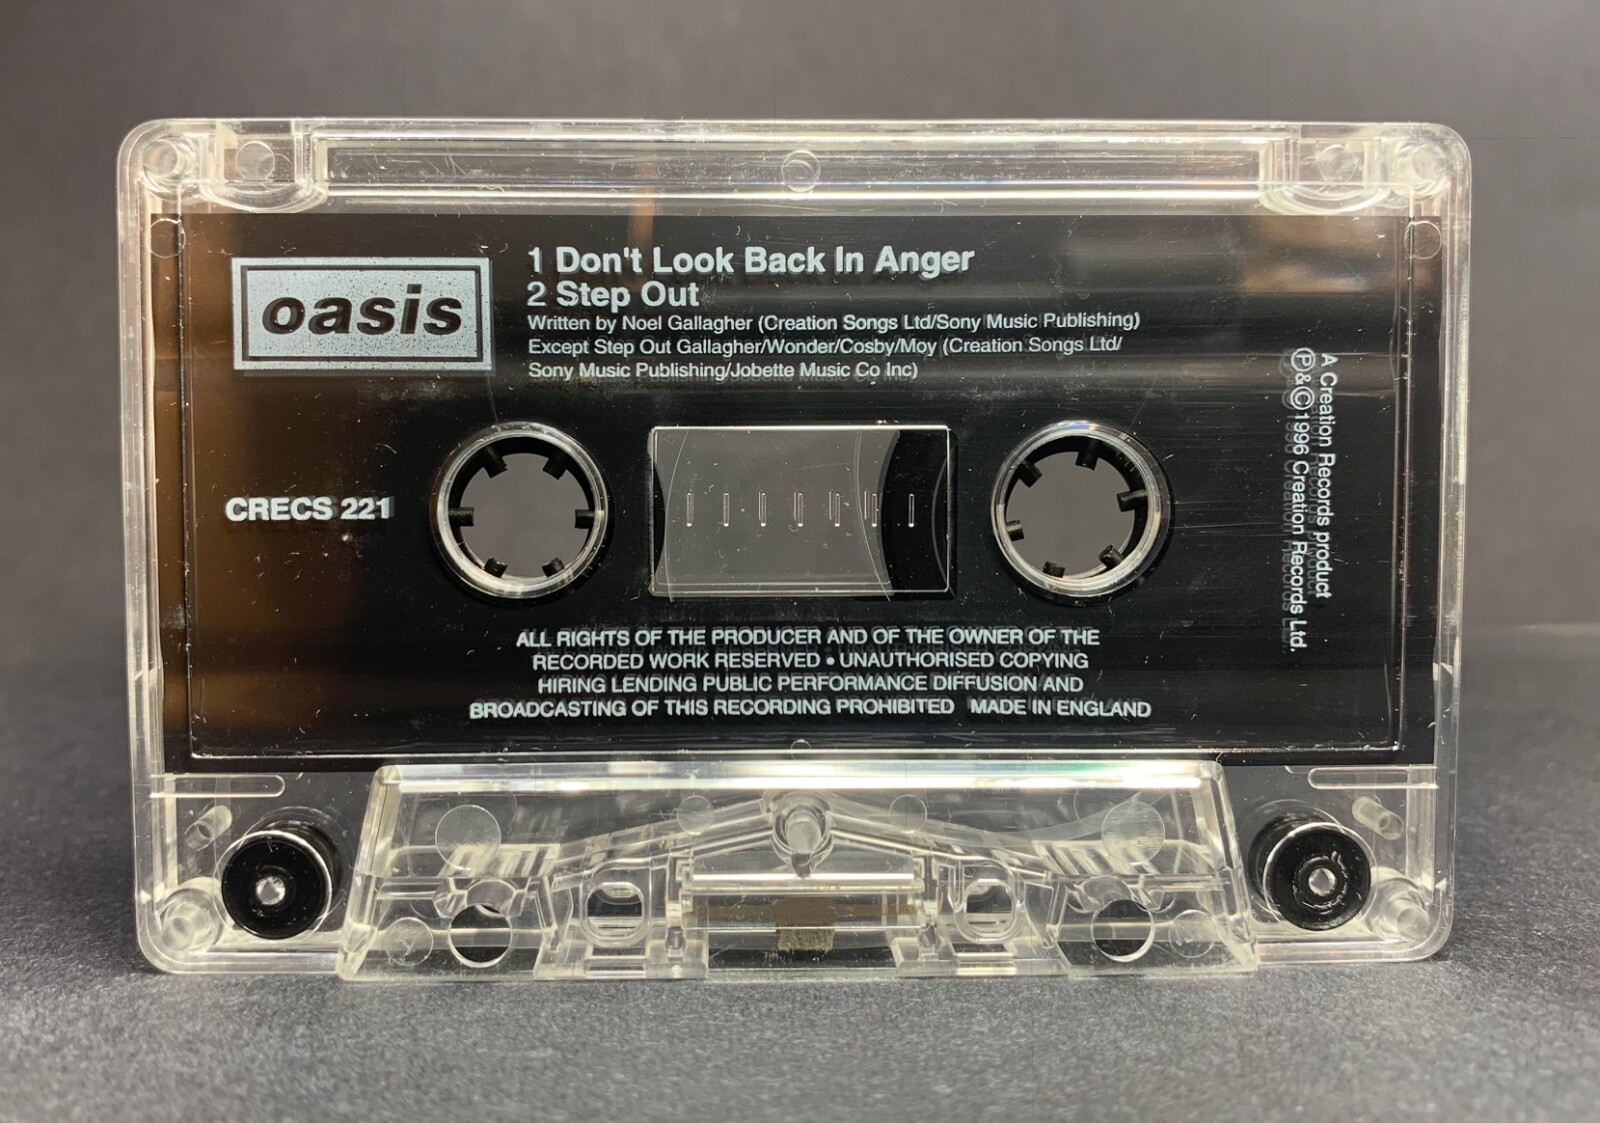 oasis
1 Don't Look Back In Anger
2 Step Out
Written by Noel Gallagher (Creation Songs Ltd/Sony Music Publishing)
Except Step Out Gallagher/Wonder/Cosby/Moy (Creation Songs Ltd/
Sony Music Publishing/Jobette Music Co Inc)
CRECS 221
A Creation Records product
℗&© 1996 Creation Records Ltd.
ALL RIGHTS OF THE PRODUCER AND OF THE OWNER OF THE
RECORDED WORK RESERVED • UNAUTHORISED COPYING
HIRING LENDING PUBLIC PERFORMANCE DIFFUSION AND
BROADCASTING OF THIS RECORDING PROHIBITED MADE IN ENGLAND